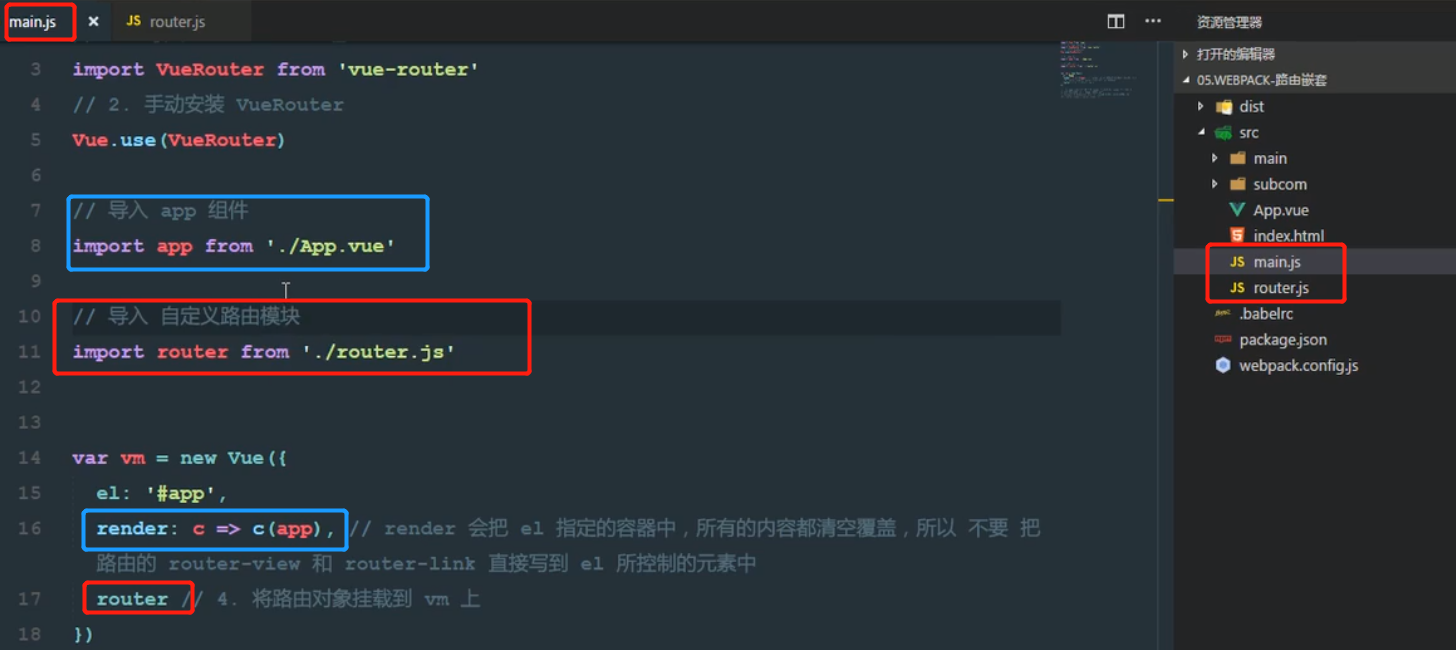 main.js × JS router.js
资源管理器
打开的编辑器
05.WEBPACK-路由嵌套
dist
src
main
subcom
App.vue
index.html
JS main.js
JS router.js
.babelrc
package.json
webpack.config.js
3 import VueRouter from 'vue-router'
4 // 2. 手动安装 VueRouter
5 Vue.use(VueRouter)
6
7 // 导入 app 组件
8 import app from './App.vue'
9
10 // 导入 自定义路由模块
11 import router from './router.js'
12
13
14 var vm = new Vue({
15 el: '#app',
16 render: c => c(app), // render 会把 el 指定的容器中，所有的内容都清空覆盖，所以 不要 把
路由的 router-view 和 router-link 直接写到 el 所控制的元素中
17 router // 4. 将路由对象挂载到 vm 上
18 })